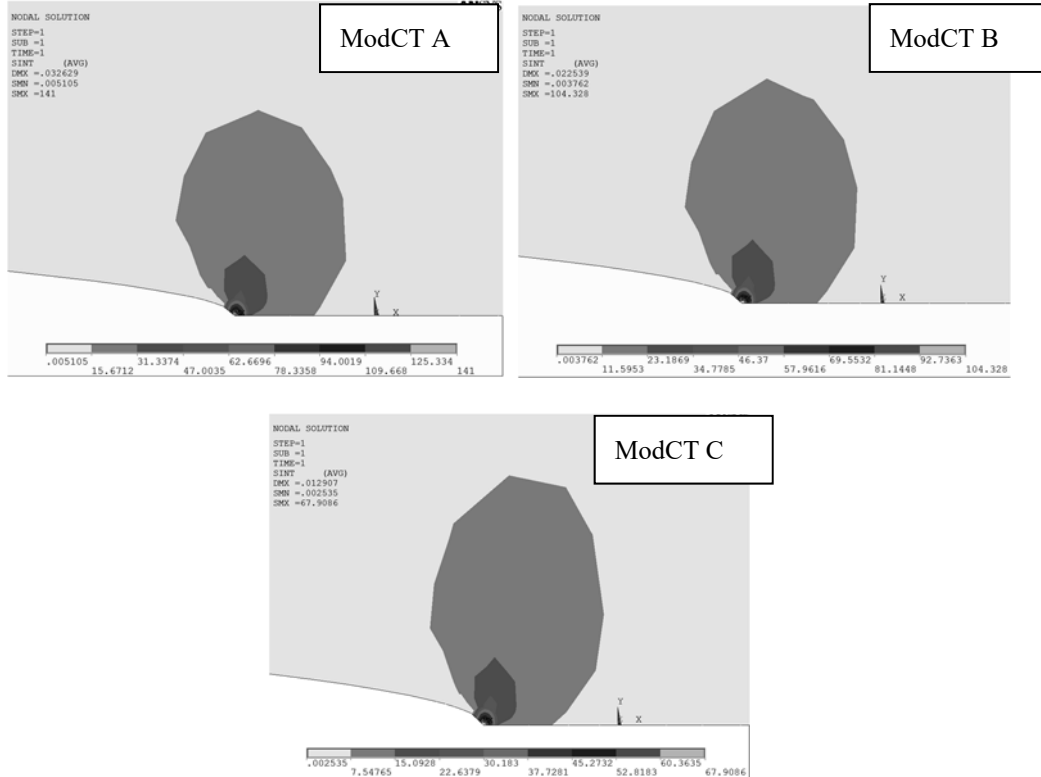 NODAL SOLUTION
STEP=1
SUB =1
TIME=1
SINT (AVG)
DMX =.032629
SMN =.005105
SMX =141
ModCT A
Y
X
.005105 31.3374 62.6696 94.0019 125.334
15.6712 47.0035 78.3358 109.668 141
NODAL SOLUTION
STEP=1
SUB =1
TIME=1
SINT (AVG)
DMX =.022539
SMN =.003762
SMX =104.328
ModCT B
Y
X
.003762 23.1869 46.37 69.5532 92.7363
11.5953 34.7785 57.9616 81.1448 104.328
NODAL SOLUTION
STEP=1
SUB =1
TIME=1
SINT (AVG)
DMX =.012907
SMN =.002535
SMX =67.9086
ModCT C
Y
X
.002535 15.0928 30.183 45.2732 60.3635
7.54765 22.6379 37.7281 52.8183 67.9086